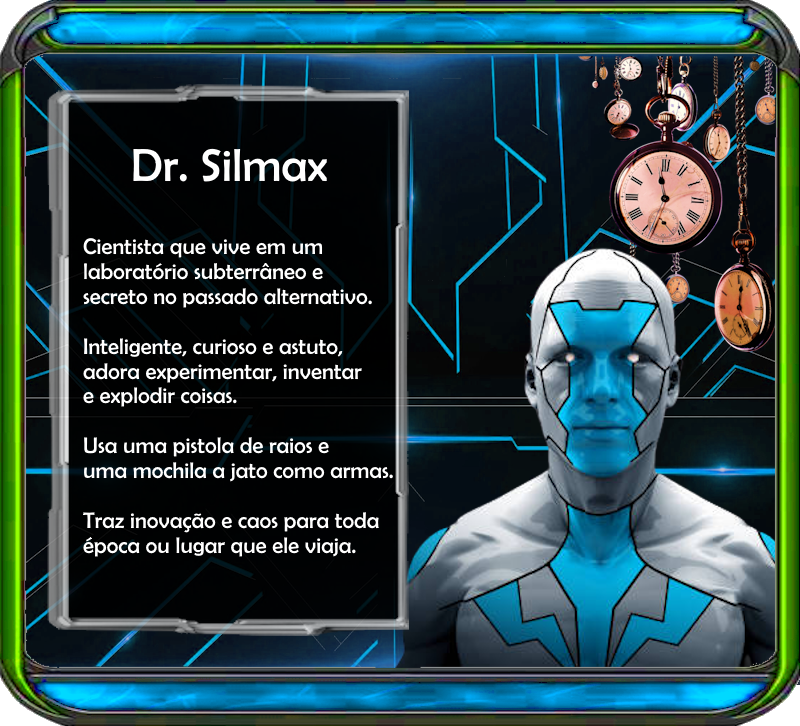 Dr. Silmax
Cientista que vive em um
laboratório subterrâneo e
secreto no passado alternativo.
Inteligente, curioso e astuto,
adora experimentar, inventar
e explodir coisas.
Usa uma pistola de raios e
uma mochila a jato como armas.
Traz inovação e caos para toda
época ou lugar que ele viaja.